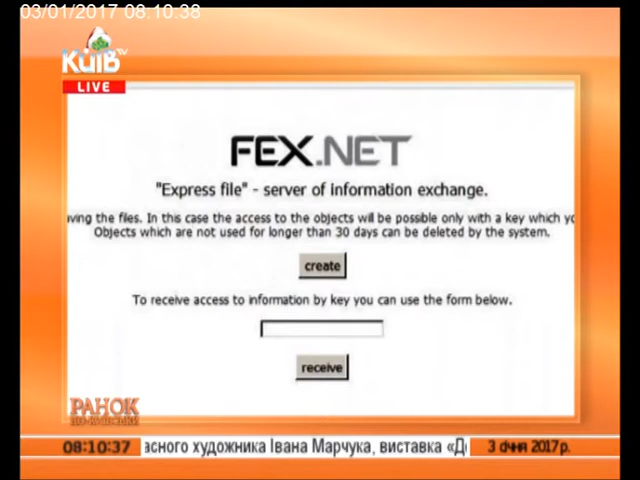 03/01/2017 08:10:38
КиЇВ TV
LIVE
FEX.NET
"Express file" - server of information exchange.
the files. In this case the access to the objects will be possible only with a key which
Objects which are not used for longer than 30 days can be deleted by the system.
create
To receive access to information by key you can use the form below.
receive
РАНОК
ПО-КИЇВСЬКИ
08:10:37 асного художника Івана Марчука, виставка «Д 3 січня 2017р.